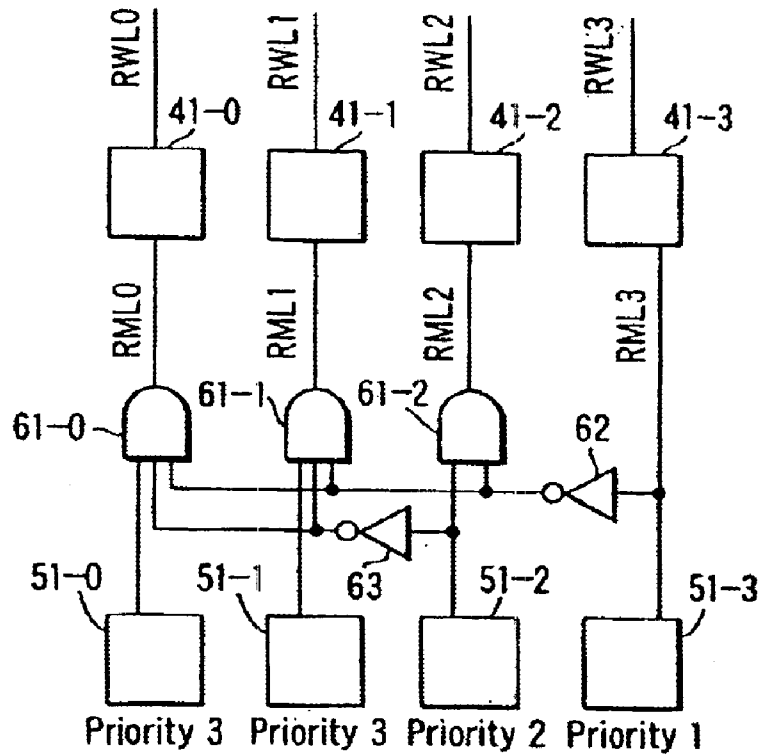 RWL0
RWL1
RWL2
RWL3
41-0
41-1
41-2
41-3
RML0
RML1
RML2
RML3
61-0
61-1
61-2
62
63
51-0
51-1
51-2
51-3
Priority 3
Priority 3
Priority 2
Priority 1